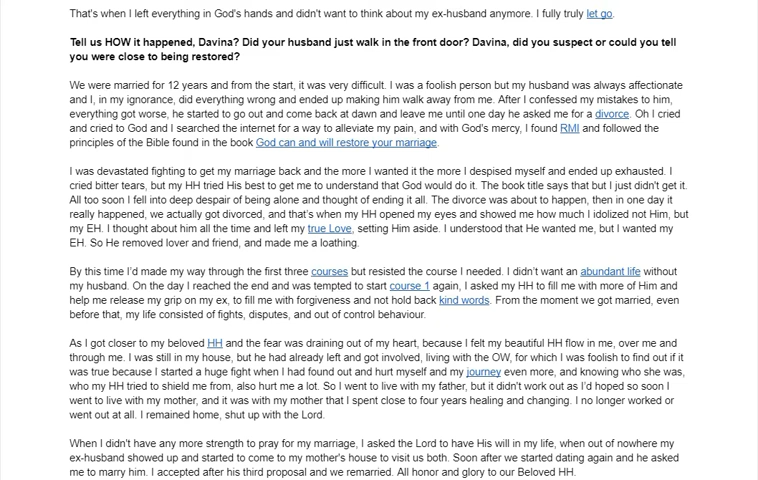 That's when I left everything in God's hands and didn't want to think about my ex-husband anymore. I fully truly let go.
Tell us HOW it happened, Davina? Did your husband just walk in the front door? Davina, did you suspect or could you tell
you were close to being restored?
We were married for 12 years and from the start, it was very difficult. I was a foolish person but my husband was always affectionate
and I, in my ignorance, did everything wrong and ended up making him walk away from me. After I confessed my mistakes to him,
everything got worse, he started to go out and come back at dawn and leave me until one day he asked me for a divorce. Oh I cried
and cried to God and I searched the internet for a way to alleviate my pain, and with God's mercy, I found RMI and followed the
principles of the Bible found in the book God can and will restore your marriage.
I was devastated fighting to get my marriage back and the more I wanted it the more I despised myself and ended up exhausted. I
cried bitter tears, but my HH tried His best to get me to understand that God would do it. The book title says that but I just didn't get it.
All too soon I fell into deep despair of being alone and thought of ending it all. The divorce was about to happen, then in one day it
really happened, we actually got divorced, and that's when my HH opened my eyes and showed me how much I idolized not Him, but
my EH. I thought about him all the time and left my true Love, setting Him aside. I understood that He wanted me, but I wanted my
EH. So He removed lover and friend, and made me a loathing.
By this time I'd made my way through the first three courses but resisted the course I needed. I didn't want an abundant life without
my husband. On the day I reached the end and was tempted to start course 1 again, I asked my HH to fill me with more of Him and
help me release my grip on my ex, to fill me with forgiveness and not hold back kind words. From the moment we got married, even
before that, my life consisted of fights, disputes, and out of control behaviour.
As I got closer to my beloved HH and the fear was draining out of my heart, because I felt my beautiful HH flow in me, over me and
through me. I was still in my house, but he had already left and got involved, living with the OW, for which I was foolish to find out if it
was true because I started a huge fight when I had found out and hurt myself and my journey even more, and knowing who she was,
who my HH tried to shield me from, also hurt me a lot. So I went to live with my father, but it didn't work out as I'd hoped so soon I
went to live with my mother, and it was with my mother that I spent close to four years healing and changing. I no longer worked or
went out at all. I remained home, shut up with the Lord.
When I didn't have any more strength to pray for my marriage, I asked the Lord to have His will in my life, when out of nowhere my
ex-husband showed up and started to come to my mother's house to visit us both. Soon after we started dating again and he asked
me to marry him. I accepted after his third proposal and we remarried. All honor and glory to our Beloved HH.